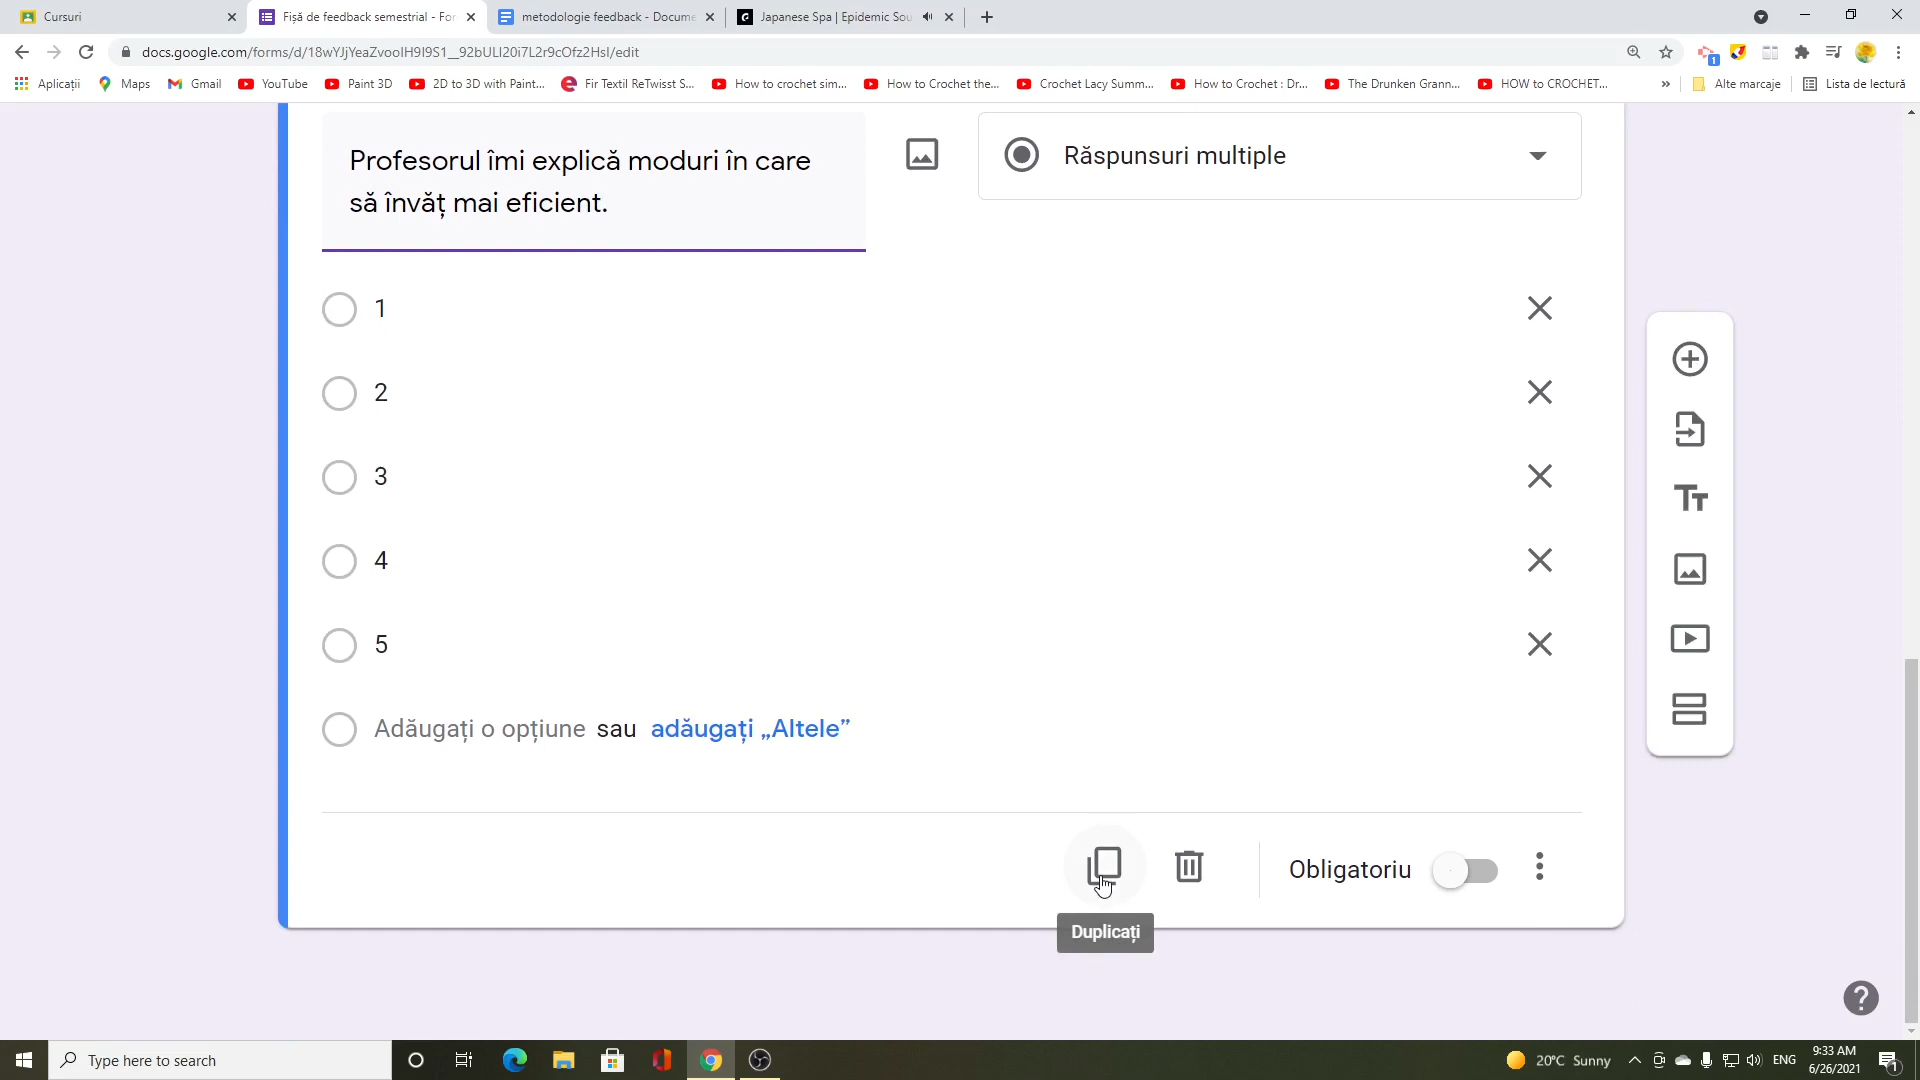 Cursuri
Fișă de feedback semestrial - For
metodologie feedback - Docume
Japanese Spa | Epidemic Sou
docs.google.com/forms/d/18wYJjYeaZvooIH9I9S1__92bULI20i7L2r9cOfz2HsI/edit
1
Aplicații
Maps
Gmail
YouTube
Paint 3D
2D to 3D with Paint...
Fir Textil ReTwisst S...
How to crochet sim...
How to Crochet the...
Crochet Lacy Summ...
How to Crochet : Dr...
The Drunken Grann...
HOW to CROCHET...
»
Alte marcaje
Lista de lectură
Profesorul îmi explică moduri în care
să învăț mai eficient.
Răspunsuri multiple
1
2
3
4
5
Adăugați o opțiune sau adăugați „Altele”
Obligatoriu
Duplicați
Type here to search
20°C Sunny
ENG
9:33 AM
6/26/2021
1